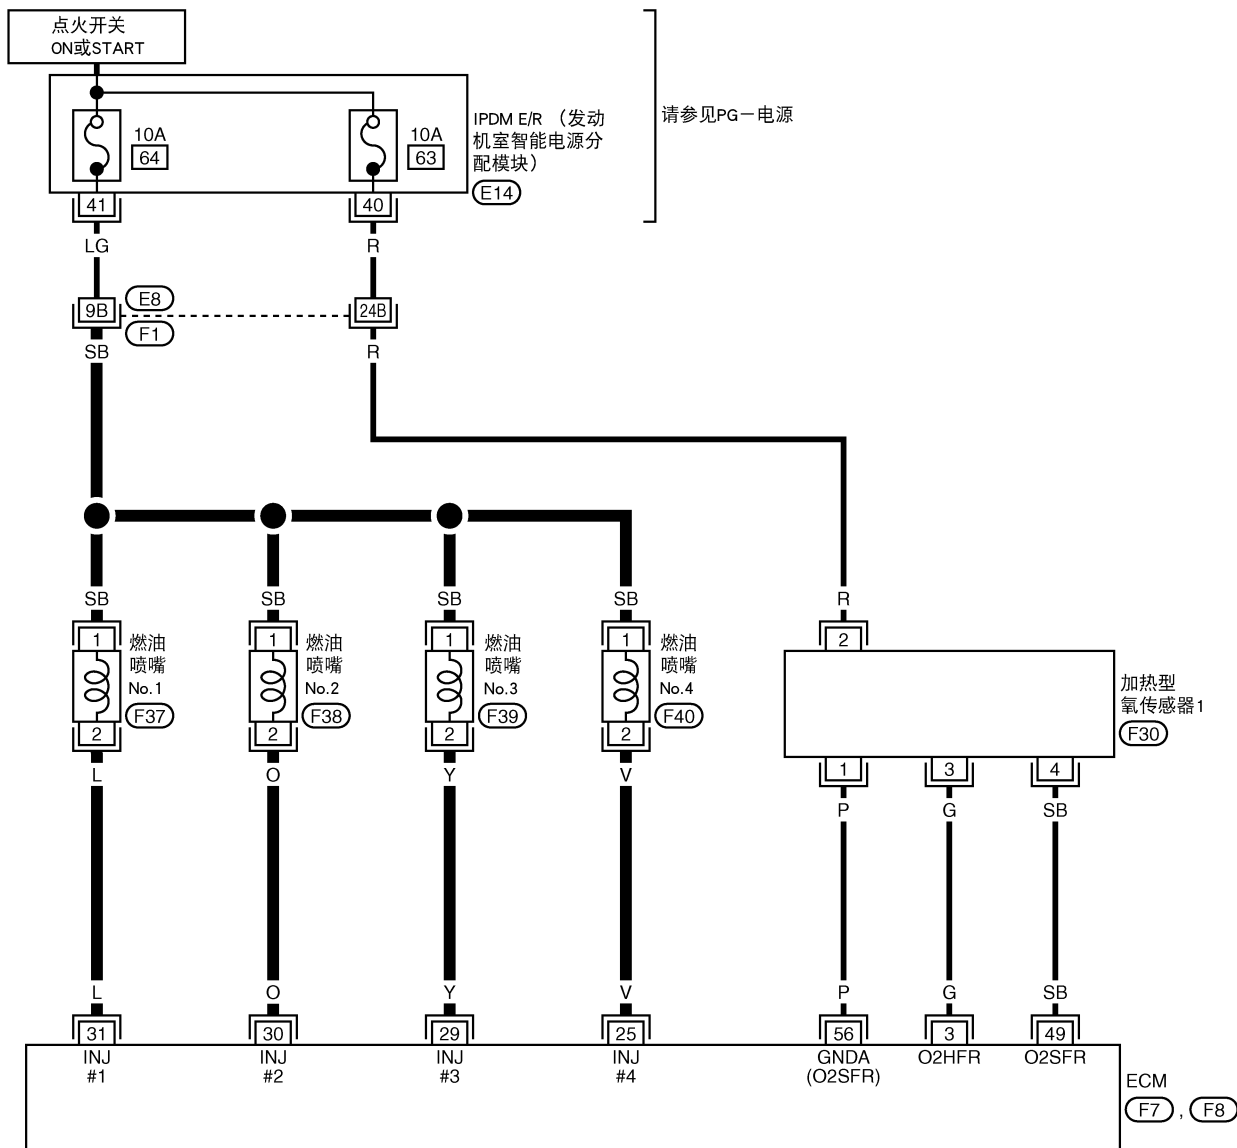 点火开关
ON或START
10A
64
10A
63
IPDM E/R （发动
机室智能电源分
配模块）
E14
请参见PG－电源
41
40
LG
R
9B
E8
24B
F1
SB
R
SB
SB
SB
SB
R
1
1
1
1
2
燃油
喷嘴
No.1
F37
燃油
喷嘴
No.2
F38
燃油
喷嘴
No.3
F39
燃油
喷嘴
No.4
F40
加热型
氧传感器1
F30
2
2
2
2
1
3
4
L
O
Y
V
P
G
SB
L
O
Y
V
P
G
SB
31
30
29
25
56
3
49
INJ
#1
INJ
#2
INJ
#3
INJ
#4
GNDA
(O2SFR)
O2HFR
O2SFR
ECM
F7 , F8